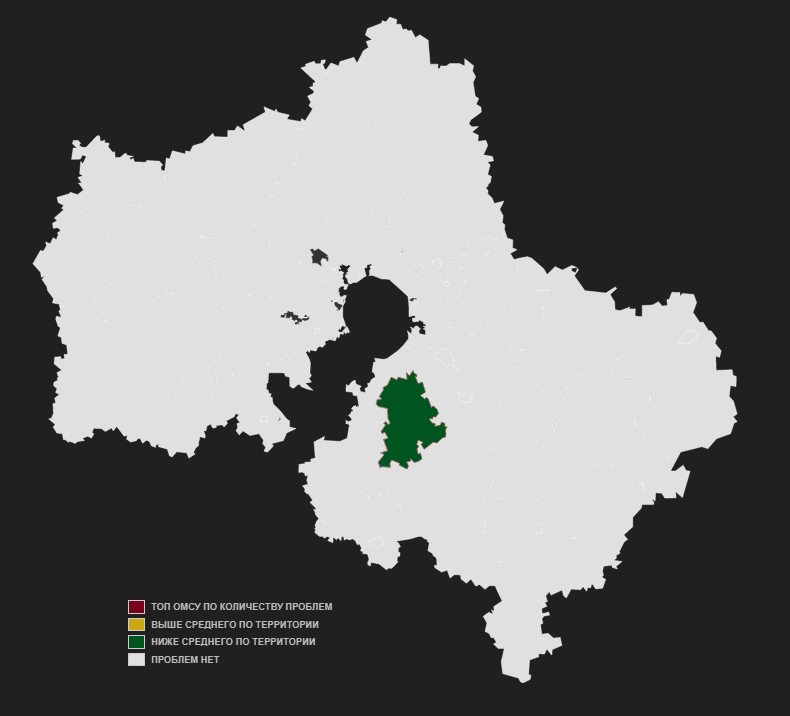 ТОП ОМСУ ПО КОЛИЧЕСТВУ ПРОБЛЕМ
ВЫШЕ СРЕДНЕГО ПО ТЕРРИТОРИИ
НИЖЕ СРЕДНЕГО ПО ТЕРРИТОРИИ
ПРОБЛЕМ НЕТ